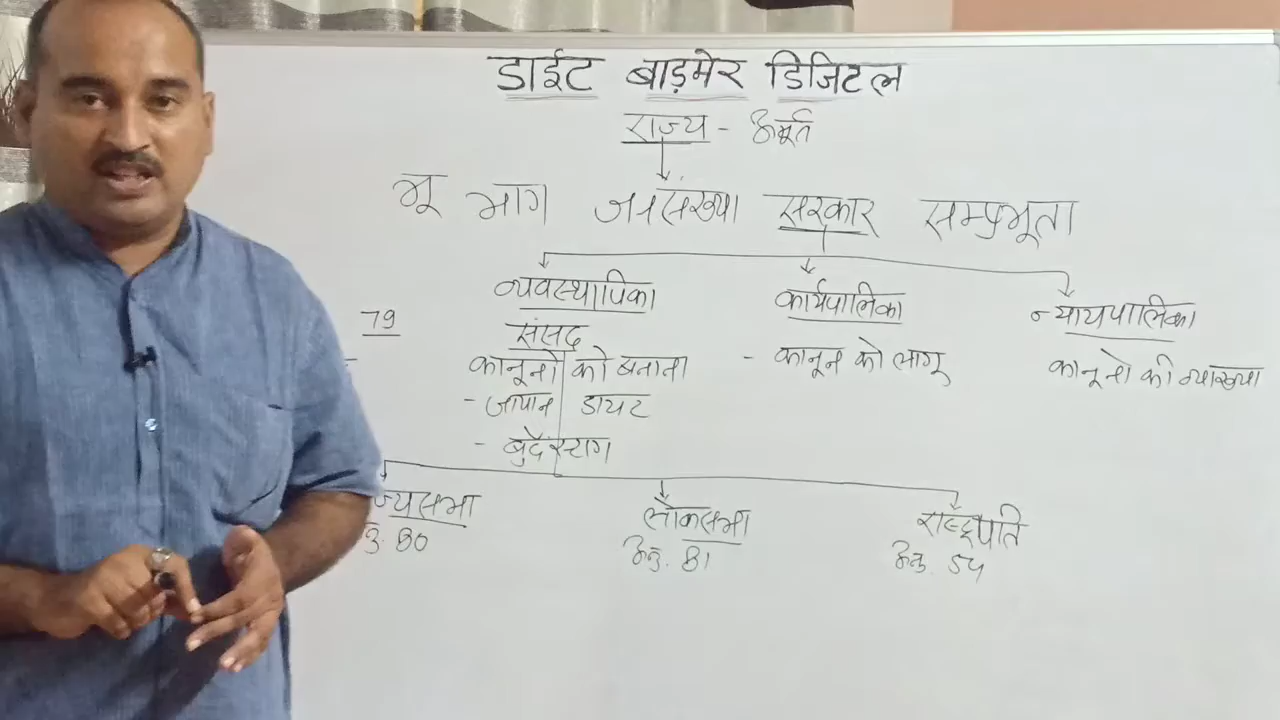 डाईट बाड़मेर डिजिटल
राज्य - अमूर्त
भू भाग जनसंख्या सरकार सम्प्रभूता
व्यवस्थापिका कार्यपालिका न्यायपालिका
79 संसद
कानूनों को बनाना - कानून को लागू कानूनो की व्याख्या
- जापान डायट
- बुंदैस्टाग
ज्यसभा लोकसभा राष्ट्रपति
नु. 80 अनु. 81 अनु. 54